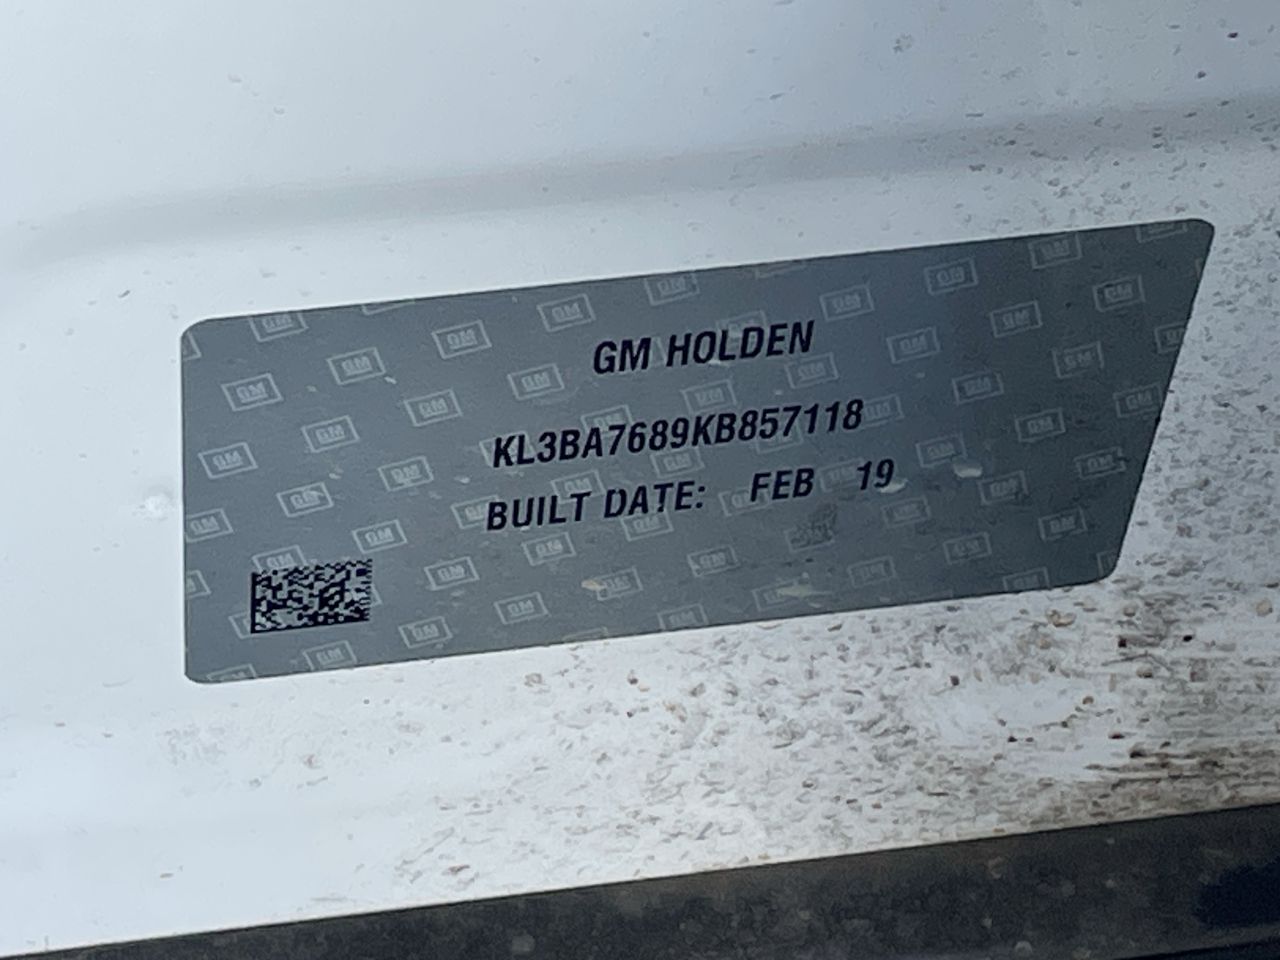 GM HOLDEN
KL3BA7689KB857118
BUILT DATE: FEB 19